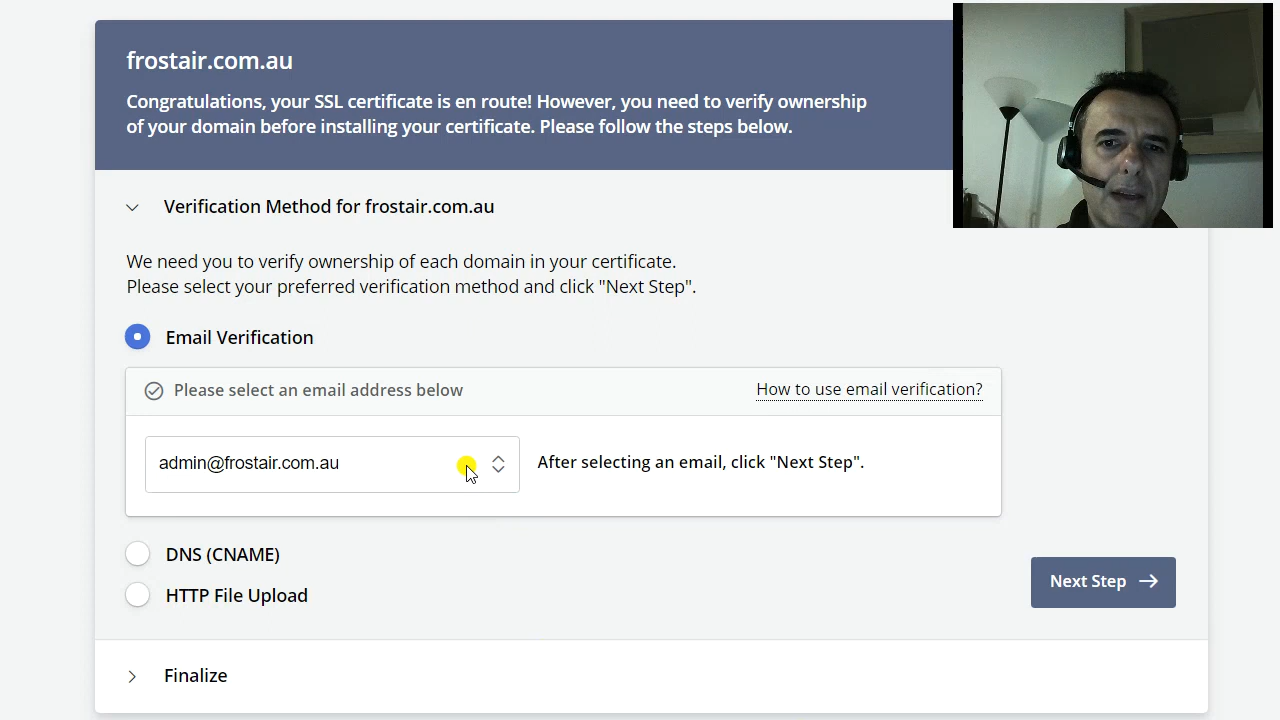 frostair.com.au
Congratulations, your SSL certificate is en route! However, you need to verify ownership
of your domain before installing your certificate. Please follow the steps below.
Verification Method for frostair.com.au
We need you to verify ownership of each domain in your certificate.
Please select your preferred verification method and click "Next Step".
Email Verification
Please select an email address below
How to use email verification?
admin@frostair.com.au
After selecting an email, click "Next Step".
DNS (CNAME)
HTTP File Upload
Next Step
Finalize